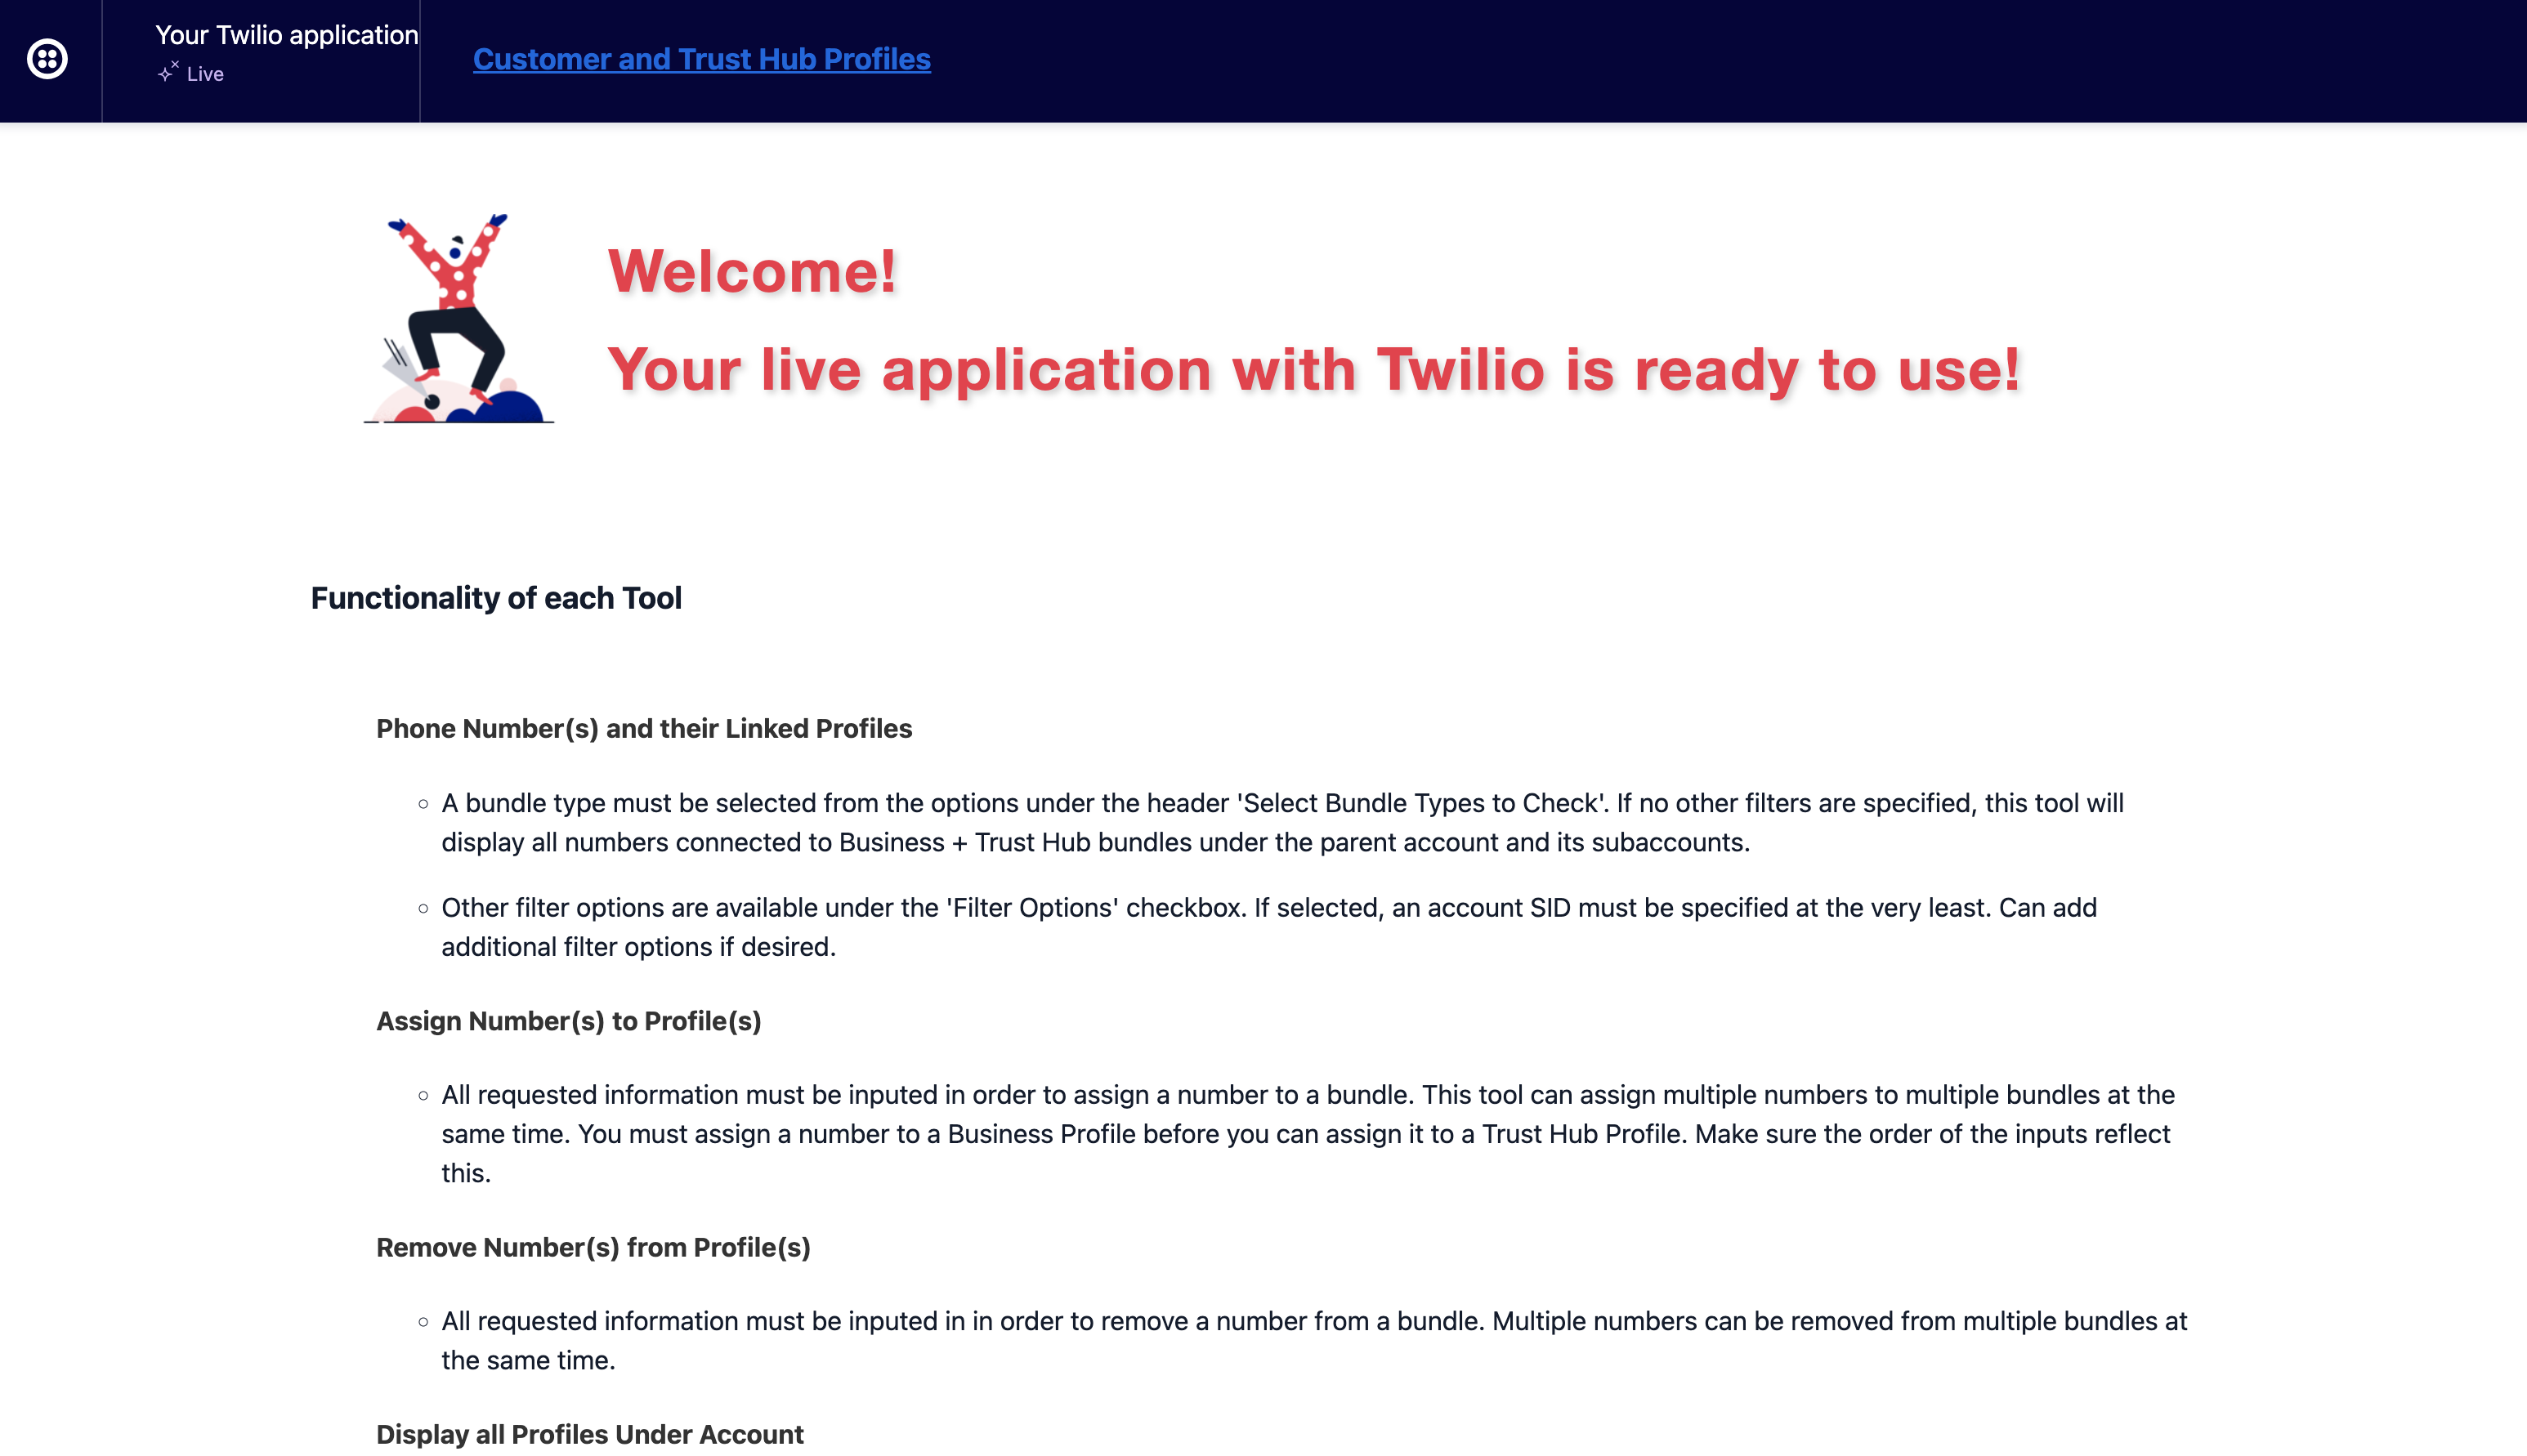 Your Twilio application
Live
Customer and Trust Hub Profiles
Welcome!
Your live application with Twilio is ready to use!
Functionality of each Tool
Phone Number(s) and their Linked Profiles
A bundle type must be selected from the options under the header 'Select Bundle Types to Check'. If no other filters are specified, this tool will
display all numbers connected to Business + Trust Hub bundles under the parent account and its subaccounts.
Other filter options are available under the 'Filter Options' checkbox. If selected, an account SID must be specified at the very least. Can add
additional filter options if desired.
Assign Number(s) to Profile(s)
All requested information must be inputed in order to assign a number to a bundle. This tool can assign multiple numbers to multiple bundles at the
same time. You must assign a number to a Business Profile before you can assign it to a Trust Hub Profile. Make sure the order of the inputs reflect
this.
Remove Number(s) from Profile(s)
All requested information must be inputed in in order to remove a number from a bundle. Multiple numbers can be removed from multiple bundles at
the same time.
Display all Profiles Under Account